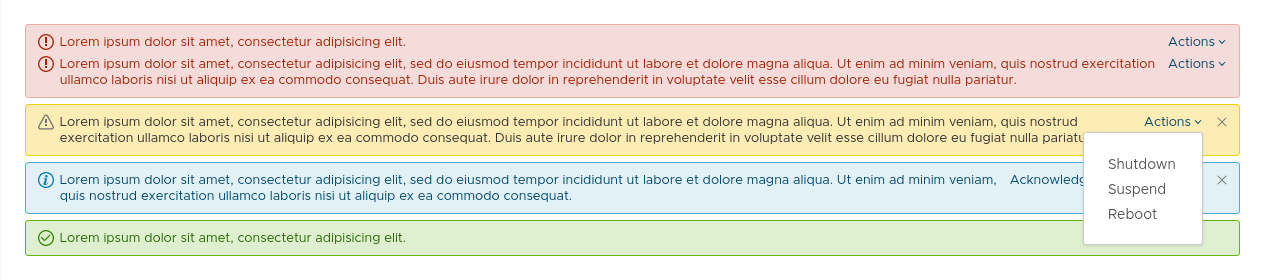 Lorem ipsum dolor sit amet, consectetur adipisicing elit. Actions
Lorem ipsum dolor sit amet, consectetur adipisicing elit, sed do eiusmod tempor incididunt ut labore et dolore magna aliqua. Ut enim ad minim veniam, quis nostrud exercitation Actions
ullamco laboris nisi ut aliquip ex ea commodo consequat. Duis aute irure dolor in reprehenderit in voluptate velit esse cillum dolore eu fugiat nulla pariatur.
Lorem ipsum dolor sit amet, consectetur adipisicing elit, sed do eiusmod tempor incididunt ut labore et dolore magna aliqua. Ut enim ad minim veniam, quis nostrud Actions
exercitation ullamco laboris nisi ut aliquip ex ea commodo consequat. Duis aute irure dolor in reprehenderit in voluptate velit esse cillum dolore eu fugiat nulla
Shutdown
Suspend
Reboot
Lorem ipsum dolor sit amet, consectetur adipisicing elit, sed do eiusmod tempor incididunt ut labore et dolore magna aliqua. Ut enim ad minim veniam,
quis nostrud exercitation ullamco laboris nisi ut aliquip ex ea commodo consequat.
Lorem ipsum dolor sit amet, consectetur adipisicing elit.